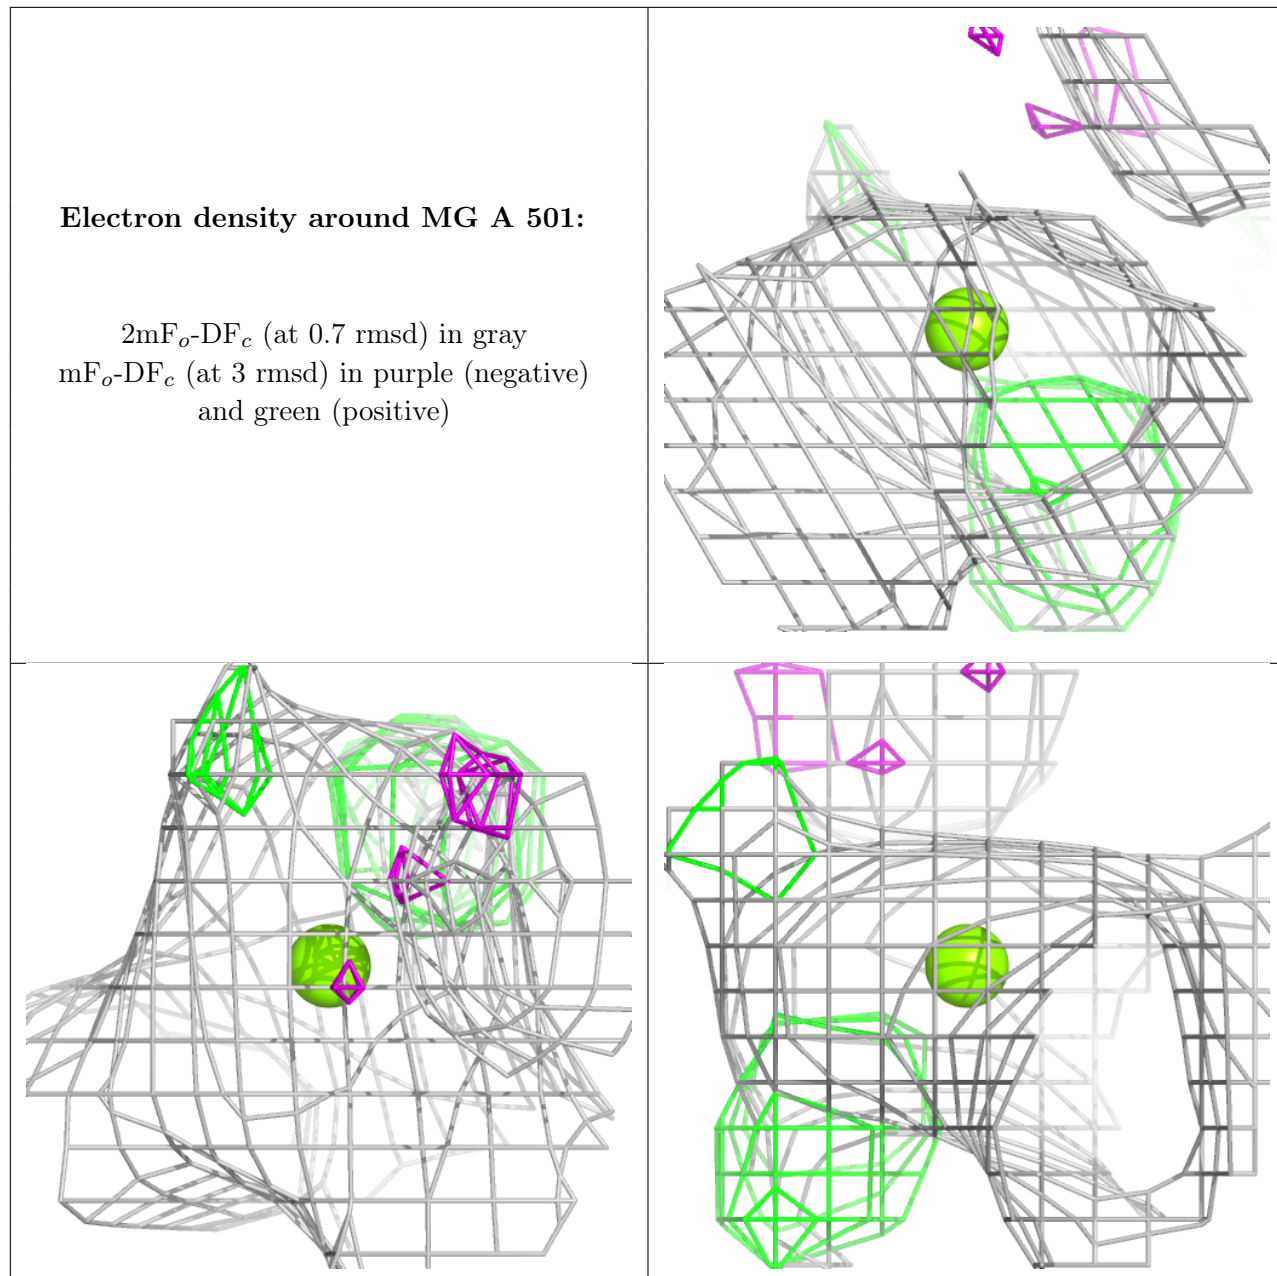 Electron density around MG A 501:
2mFo-DFc (at 0.7 rmsd) in gray
mFo-DFc (at 3 rmsd) in purple (negative)
and green (positive)